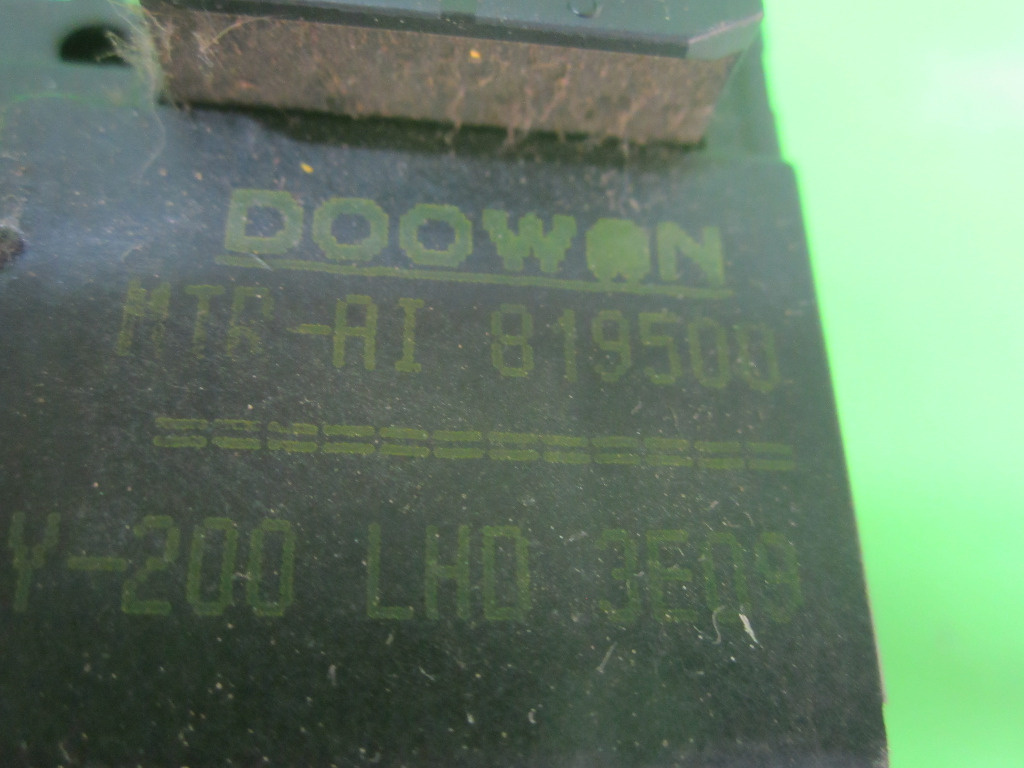 DOOWON
MTR-AI 819500
===========
Y-200 LHD 3E09